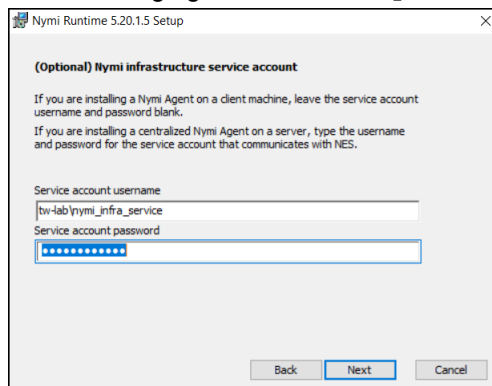 Nymi Runtime 5.20.1.5 Setup
(Optional) Nymi infrastructure service account
If you are installing a Nymi Agent on a client machine, leave the service account
username and password blank.
If you are installing a centralized Nymi Agent on a server, type the username
and password for the service account that communicates with NES.
Service account username
tw-lab\nymi_infra_service
Service account password
••••••••••••
Back Next Cancel